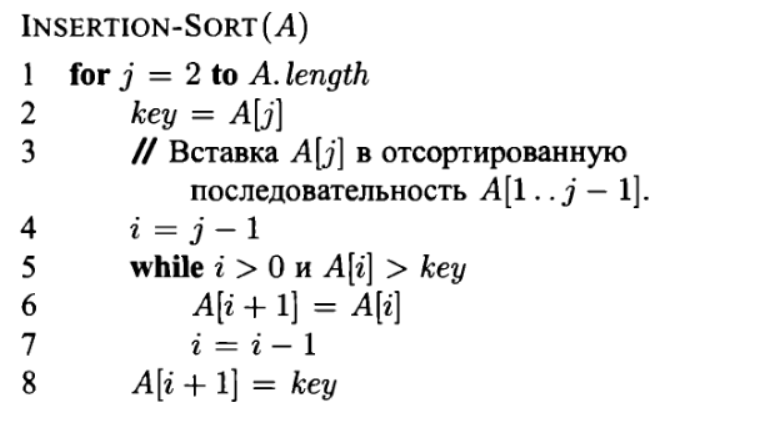 INSERTION-SORT(A)
1 for j = 2 to A.length
2 key = A[j]
3 // Вставка A[j] в отсортированную
последовательность A[1..j − 1].
4 i = j − 1
5 while i > 0 и A[i] > key
6 A[i + 1] = A[i]
7 i = i − 1
8 A[i + 1] = key